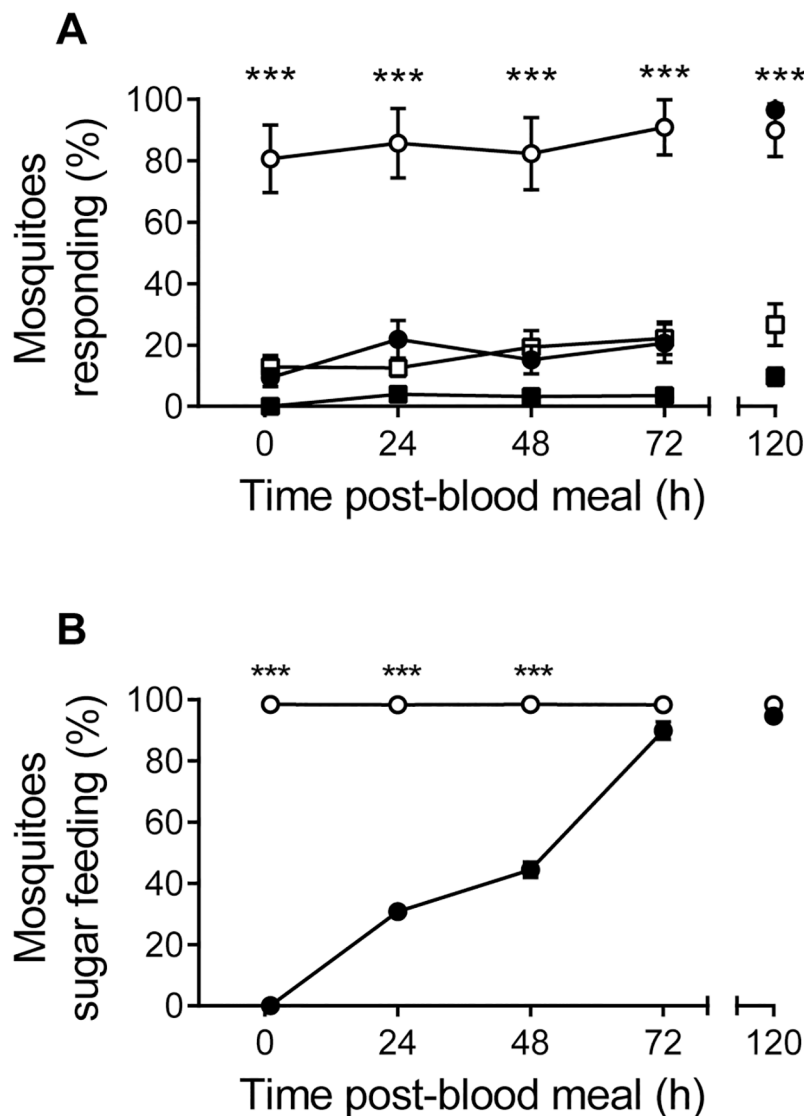 A
*** *** *** *** ***
100
80
60
40
20
0
Mosquitoes
responding (%)
0 24 48 72 120
Time post-blood meal (h)
B
*** *** ***
100
80
60
40
20
0
Mosquitoes
sugar feeding (%)
0 24 48 72 120
Time post-blood meal (h)